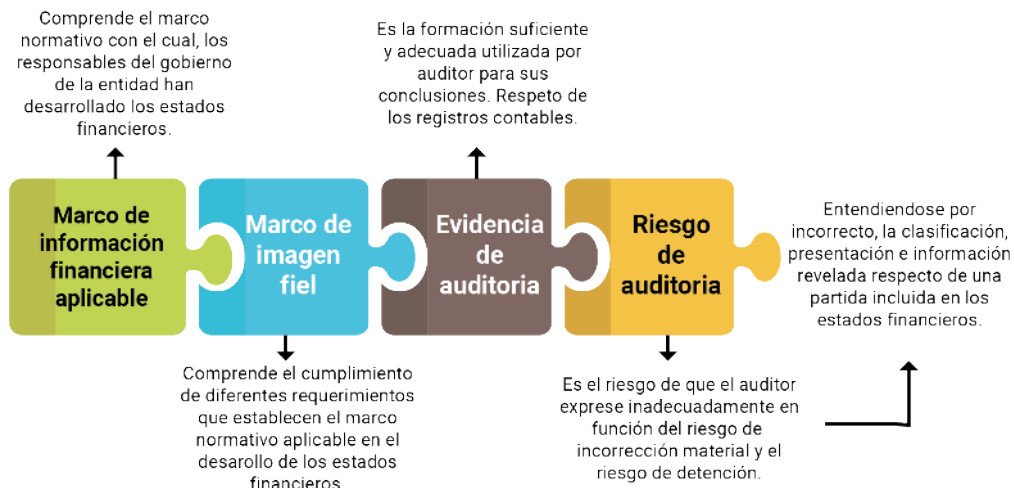 Comprende el marco
normativo con el cual, los
responsables del gobierno
de la entidad han
desarrollado los estados
financieros.
Es la formación suficiente
y adecuada utilizada por
auditor para sus
conclusiones. Respeto de
los registros contables.
Marco de
información
financiera
aplicable
Marco de
imagen
fiel
Evidencia
de
auditoria
Riesgo
de
auditoria
Entendiendose por
incorrecto, la clasificación,
presentación e información
revelada respecto de una
partida incluida en los
estados financieros.
Comprende el cumplimiento
de diferentes requerimientos
que establecen el marco
normativo aplicable en el
desarollo de los estados
financieros
Es el riesgo de que el auditor
exprese inadecuadamente en
función del riesgo de
incorrección material y el
riesgo de detención.